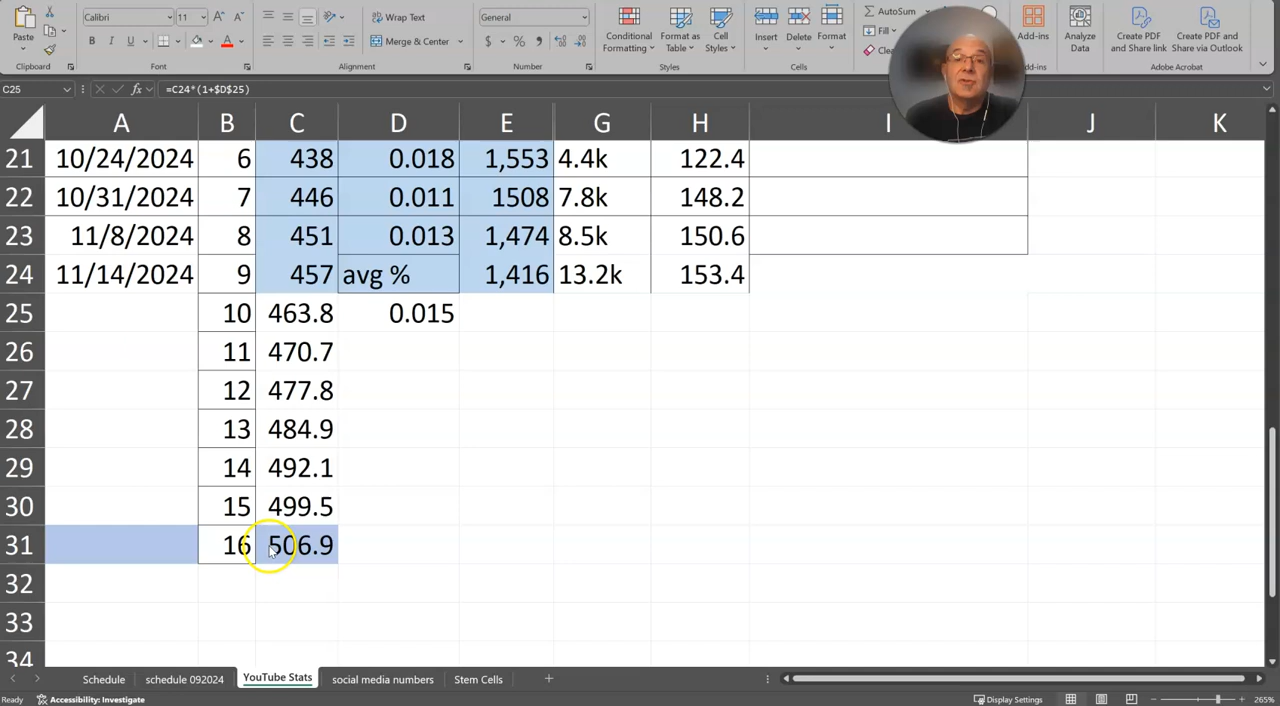 Calibri 11 General AutoSum
Wrap Text Fill
Paste B I U Merge & Center $ % Conditional Formatting Format as Table Cell Styles Insert Delete Format Add-ins Analyze Data Create PDF and Share link Create PDF and Share via Outlook
Clipboard Font Alignment Number Styles Cells Adobe Acrobat
C25 fx =C24*(1+$D$25)
A B C D E G H I J K
21 10/24/2024 6 438 0.018 1,553 4.4k 122.4
22 10/31/2024 7 446 0.011 1508 7.8k 148.2
23 11/8/2024 8 451 0.013 1,474 8.5k 150.6
24 11/14/2024 9 457 avg % 1,416 13.2k 153.4
25 10 463.8 0.015
26 11 470.7
27 12 477.8
28 13 484.9
29 14 492.1
30 15 499.5
31 16 506.9
32
33
34
Schedule schedule 092024 YouTube Stats social media numbers Stem Cells
Ready Accessibility: Investigate Display Settings 265%